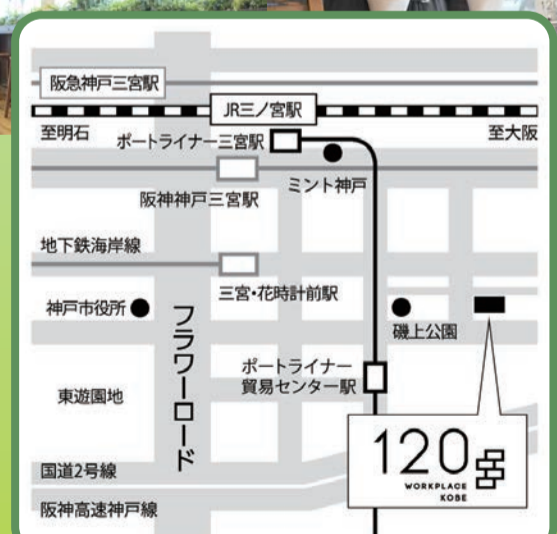 阪急神戸三宮駅
JR三ノ宮駅
至明石
ポートライナー三宮駅
至大阪
ミント神戸
阪神神戸三宮駅
地下鉄海岸線
三宮・花時計前駅
神戸市役所
フラワーロード
磯上公園
ポートライナー
貿易センター駅
東遊園地
120
WORKPLACE
KOBE
国道2号線
阪神高速神戸線